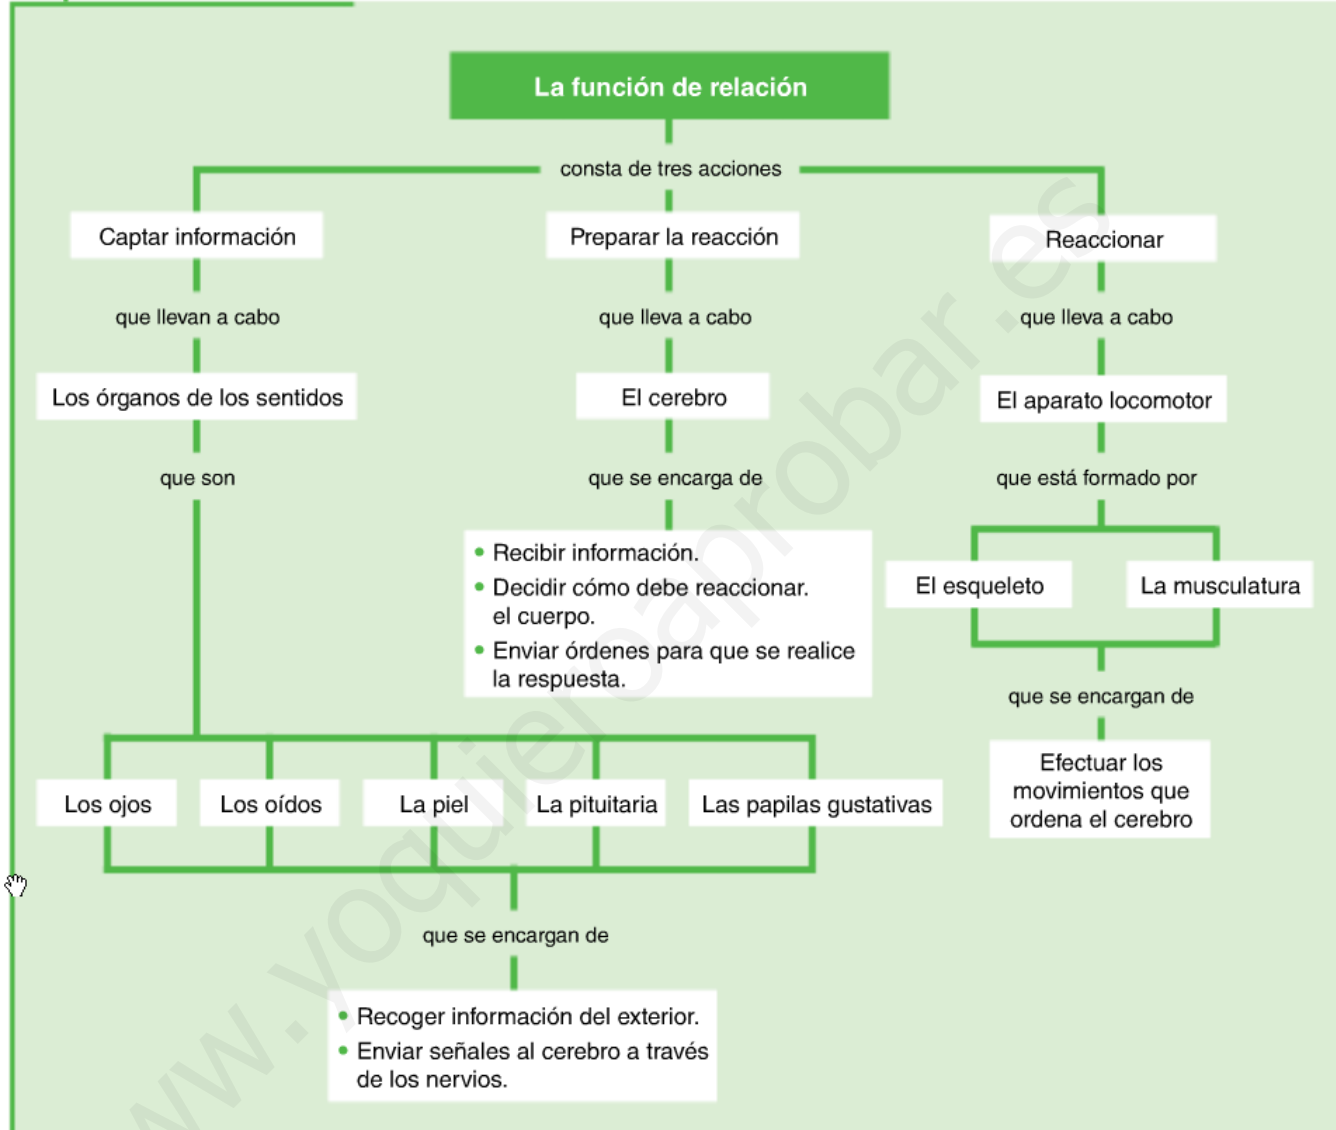 La función de relación
consta de tres acciones
Captar información
Preparar la reacción
Reaccionar
que llevan a cabo
que lleva a cabo
que lleva a cabo
Los órganos de los sentidos
El cerebro
El aparato locomotor
que son
que se encarga de
que está formado por
• Recibir información.
• Decidir cómo debe reaccionar.
el cuerpo.
• Enviar órdenes para que se realice
la respuesta.
El esqueleto
La musculatura
que se encargan de
Efectuar los
movimientos que
ordena el cerebro
Los ojos
Los oídos
La piel
La pituitaria
Las papilas gustativas
que se encargan de
• Recoger información del exterior.
• Enviar señales al cerebro a través
de los nervios.
ww.yoquieroaprobar.es